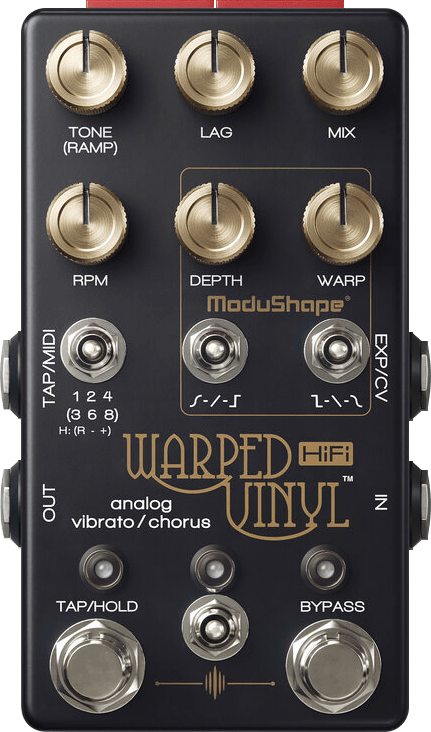 TONE
(RAMP)
LAG
MIX
RPM
DEPTH
WARP
ModuShape®
TAP/MIDI
EXP/CV
1 2 4
(3 6 8)
H: (R - +)
WARPED HiFi
VINYL™
analog
vibrato/chorus
OUT
IN
TAP/HOLD
BYPASS